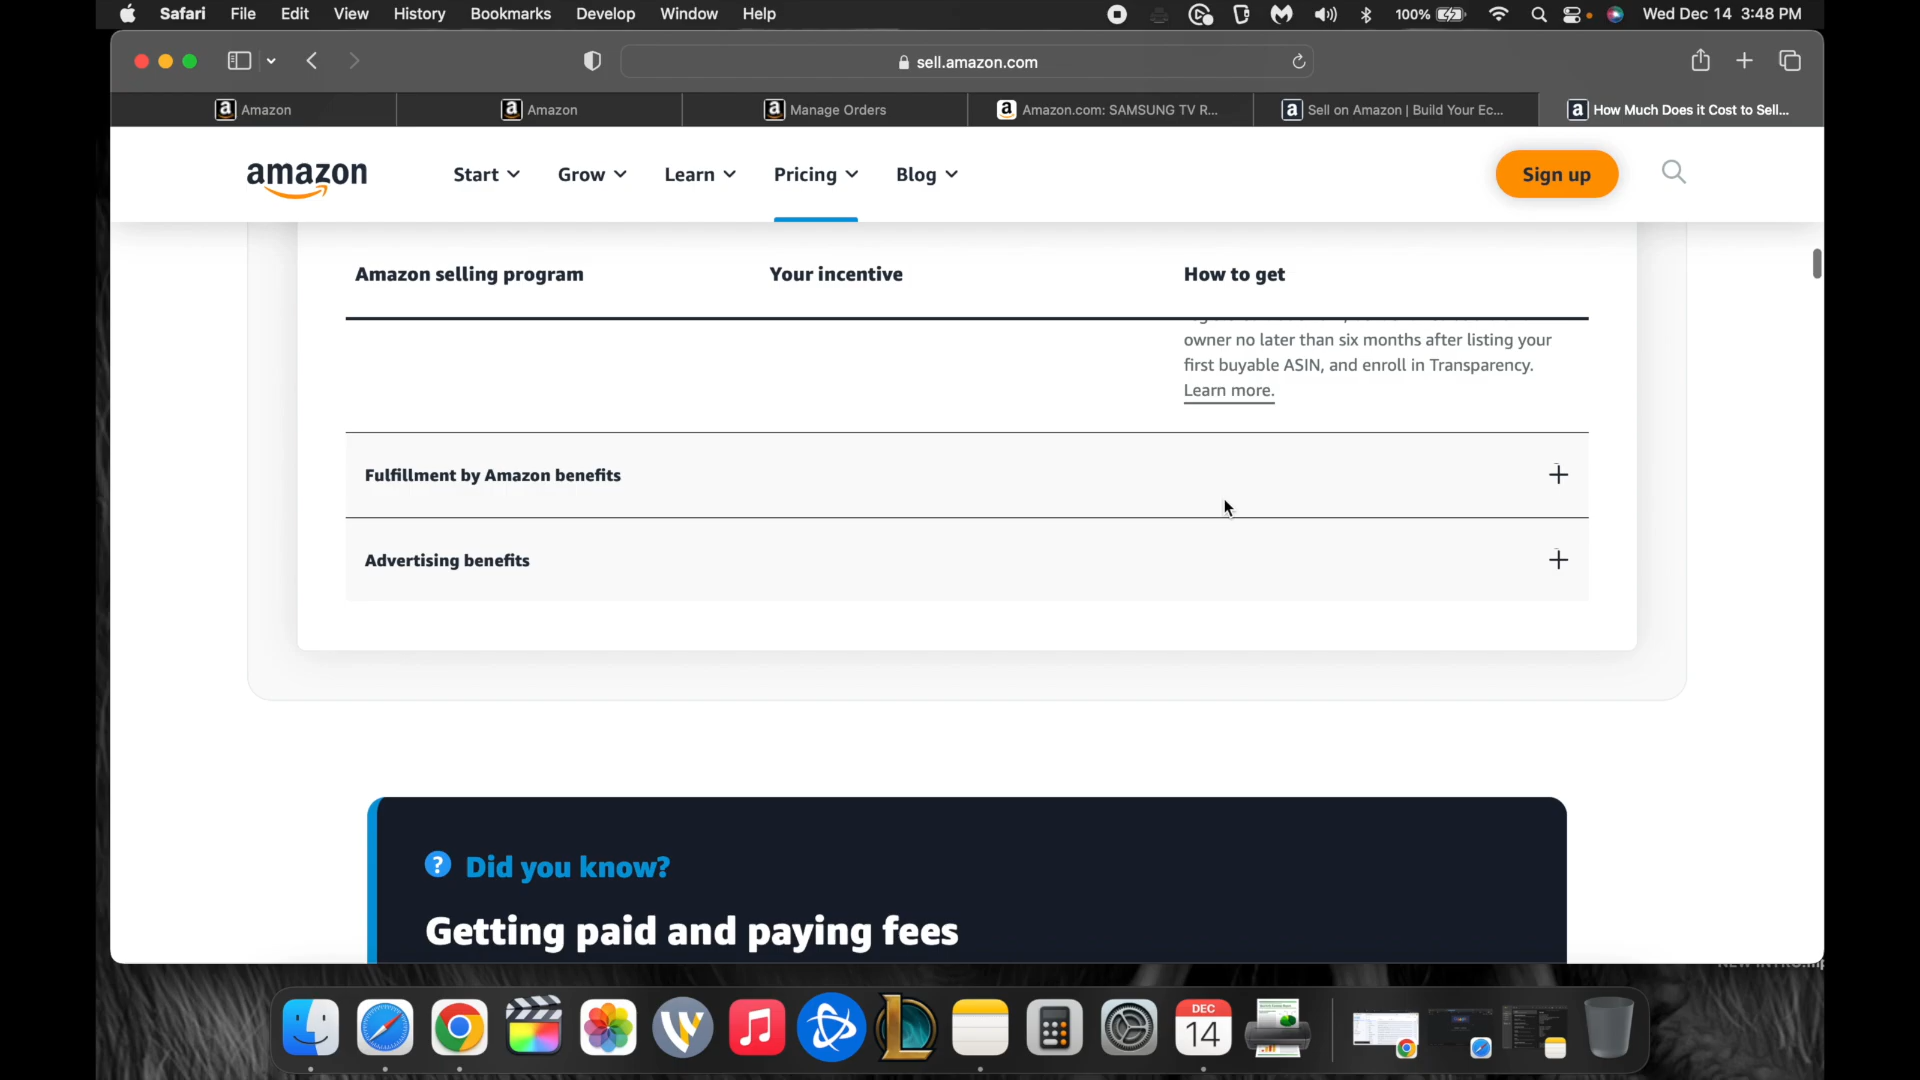 Safari File Edit View History Bookmarks Develop Window Help 100% Wed Dec 14 3:48 PM
sell.amazon.com
Amazon Amazon Manage Orders Amazon.com: SAMSUNG TV R... Sell on Amazon | Build Your Ec... How Much Does it Cost to Sell...
amazon Start Grow Learn Pricing Blog Sign up
Amazon selling program Your incentive How to get
owner no later than six months after listing your
first buyable ASIN, and enroll in Transparency.
Learn more.
Fulfillment by Amazon benefits
Advertising benefits
? Did you know?
Getting paid and paying fees
DEC
14